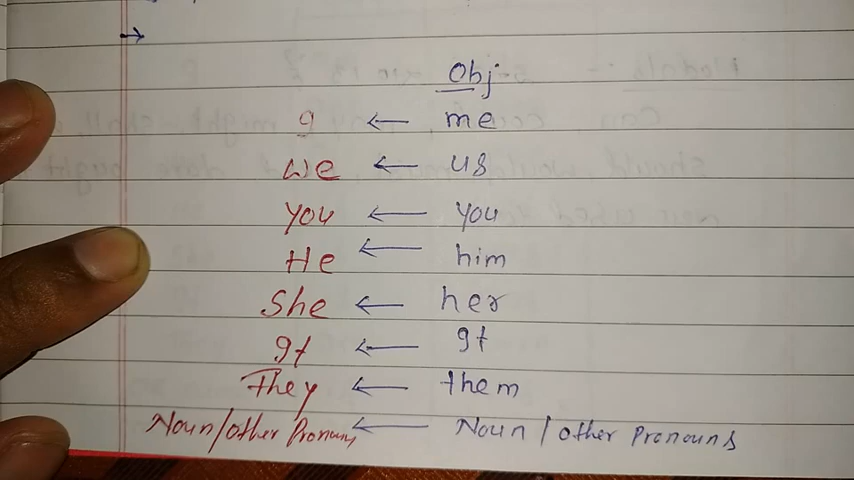 →
Obj
I ← me
We ← us
You ← you
He ← him
She ← her
It ← It
They ← them
Noun/other Pronoun ← Noun / other Pronouns